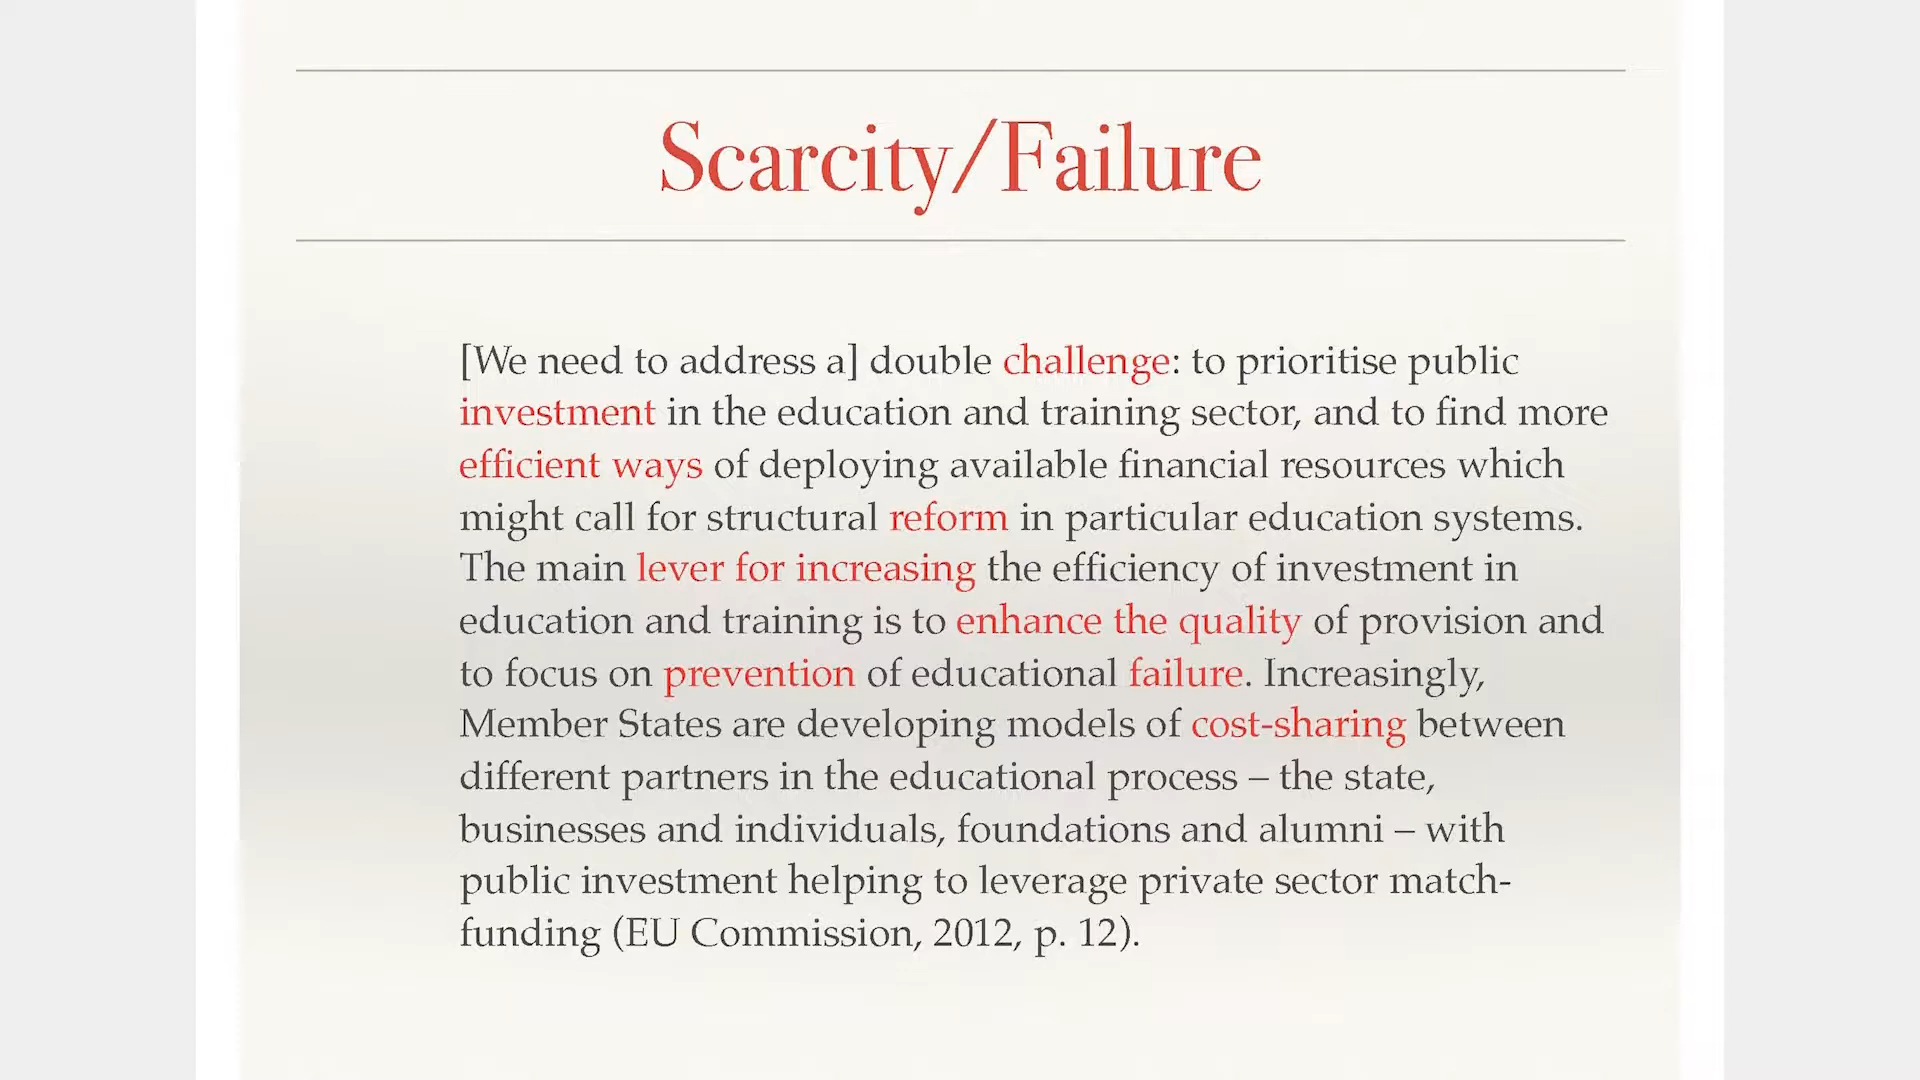 Scarcity/Failure
[We need to address a] double challenge: to prioritise public
investment in the education and training sector, and to find more
efficient ways of deploying available financial resources which
might call for structural reform in particular education systems.
The main lever for increasing the efficiency of investment in
education and training is to enhance the quality of provision and
to focus on prevention of educational failure. Increasingly,
Member States are developing models of cost-sharing between
different partners in the educational process – the state,
businesses and individuals, foundations and alumni – with
public investment helping to leverage private sector match-
funding (EU Commission, 2012, p. 12).